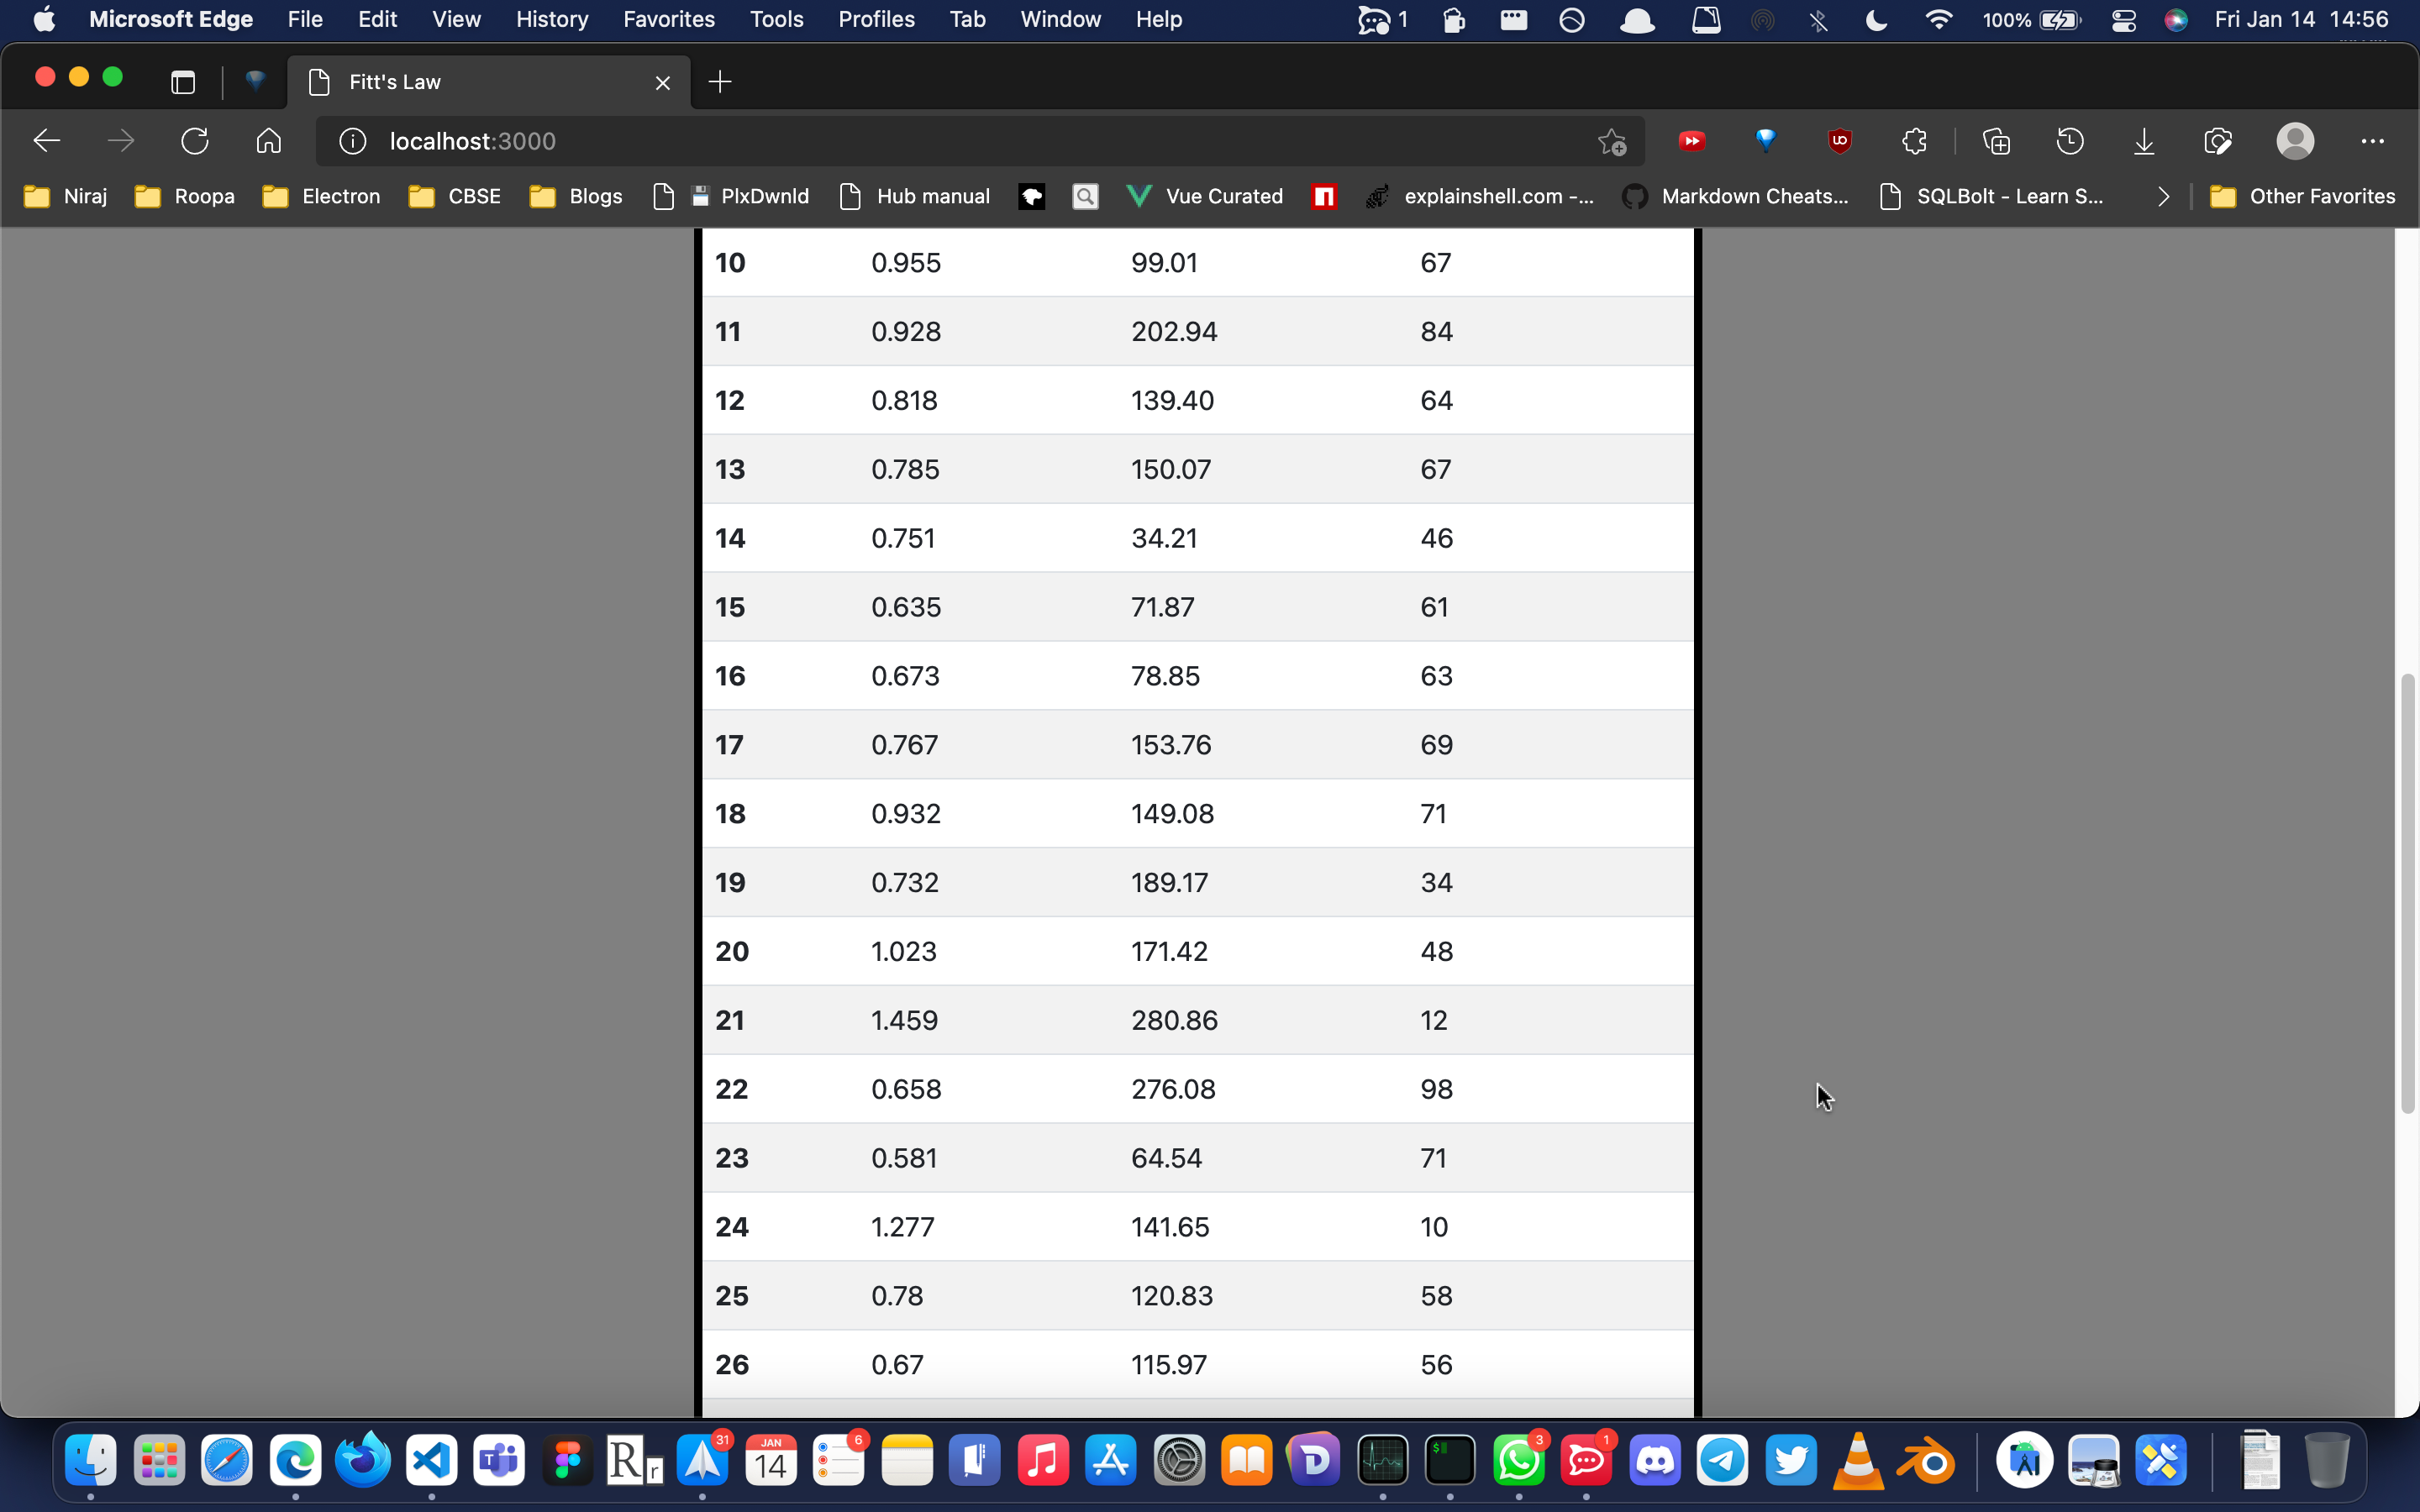 Microsoft Edge File Edit View History Favorites Tools Profiles Tab Window Help 1 100% Fri Jan 14 14:56
Fitt's Law
localhost:3000
Niraj Roopa Electron CBSE Blogs PlxDwnld Hub manual Vue Curated explainshell.com -... Markdown Cheats... SQLBolt - Learn S... Other Favorites
10 0.955 99.01 67
11 0.928 202.94 84
12 0.818 139.40 64
13 0.785 150.07 67
14 0.751 34.21 46
15 0.635 71.87 61
16 0.673 78.85 63
17 0.767 153.76 69
18 0.932 149.08 71
19 0.732 189.17 34
20 1.023 171.42 48
21 1.459 280.86 12
22 0.658 276.08 98
23 0.581 64.54 71
24 1.277 141.65 10
25 0.78 120.83 58
26 0.67 115.97 56
31 JAN 14 6 3 1